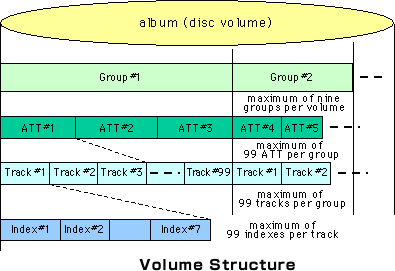 album (disc volume)
Group#1 Group#2
maximum of nine
groups per volume
ATT#1 ATT#2 ATT#3 ATT#4 ATT#5
maximum of
99 ATT per group
Track #1 Track #2 Track#3 Track#99 Track #1 Track #2
maximum of
99 tracks per group
Index#1 Index#2 Index#7
maximum of
99 indexes per track
Volume Structure